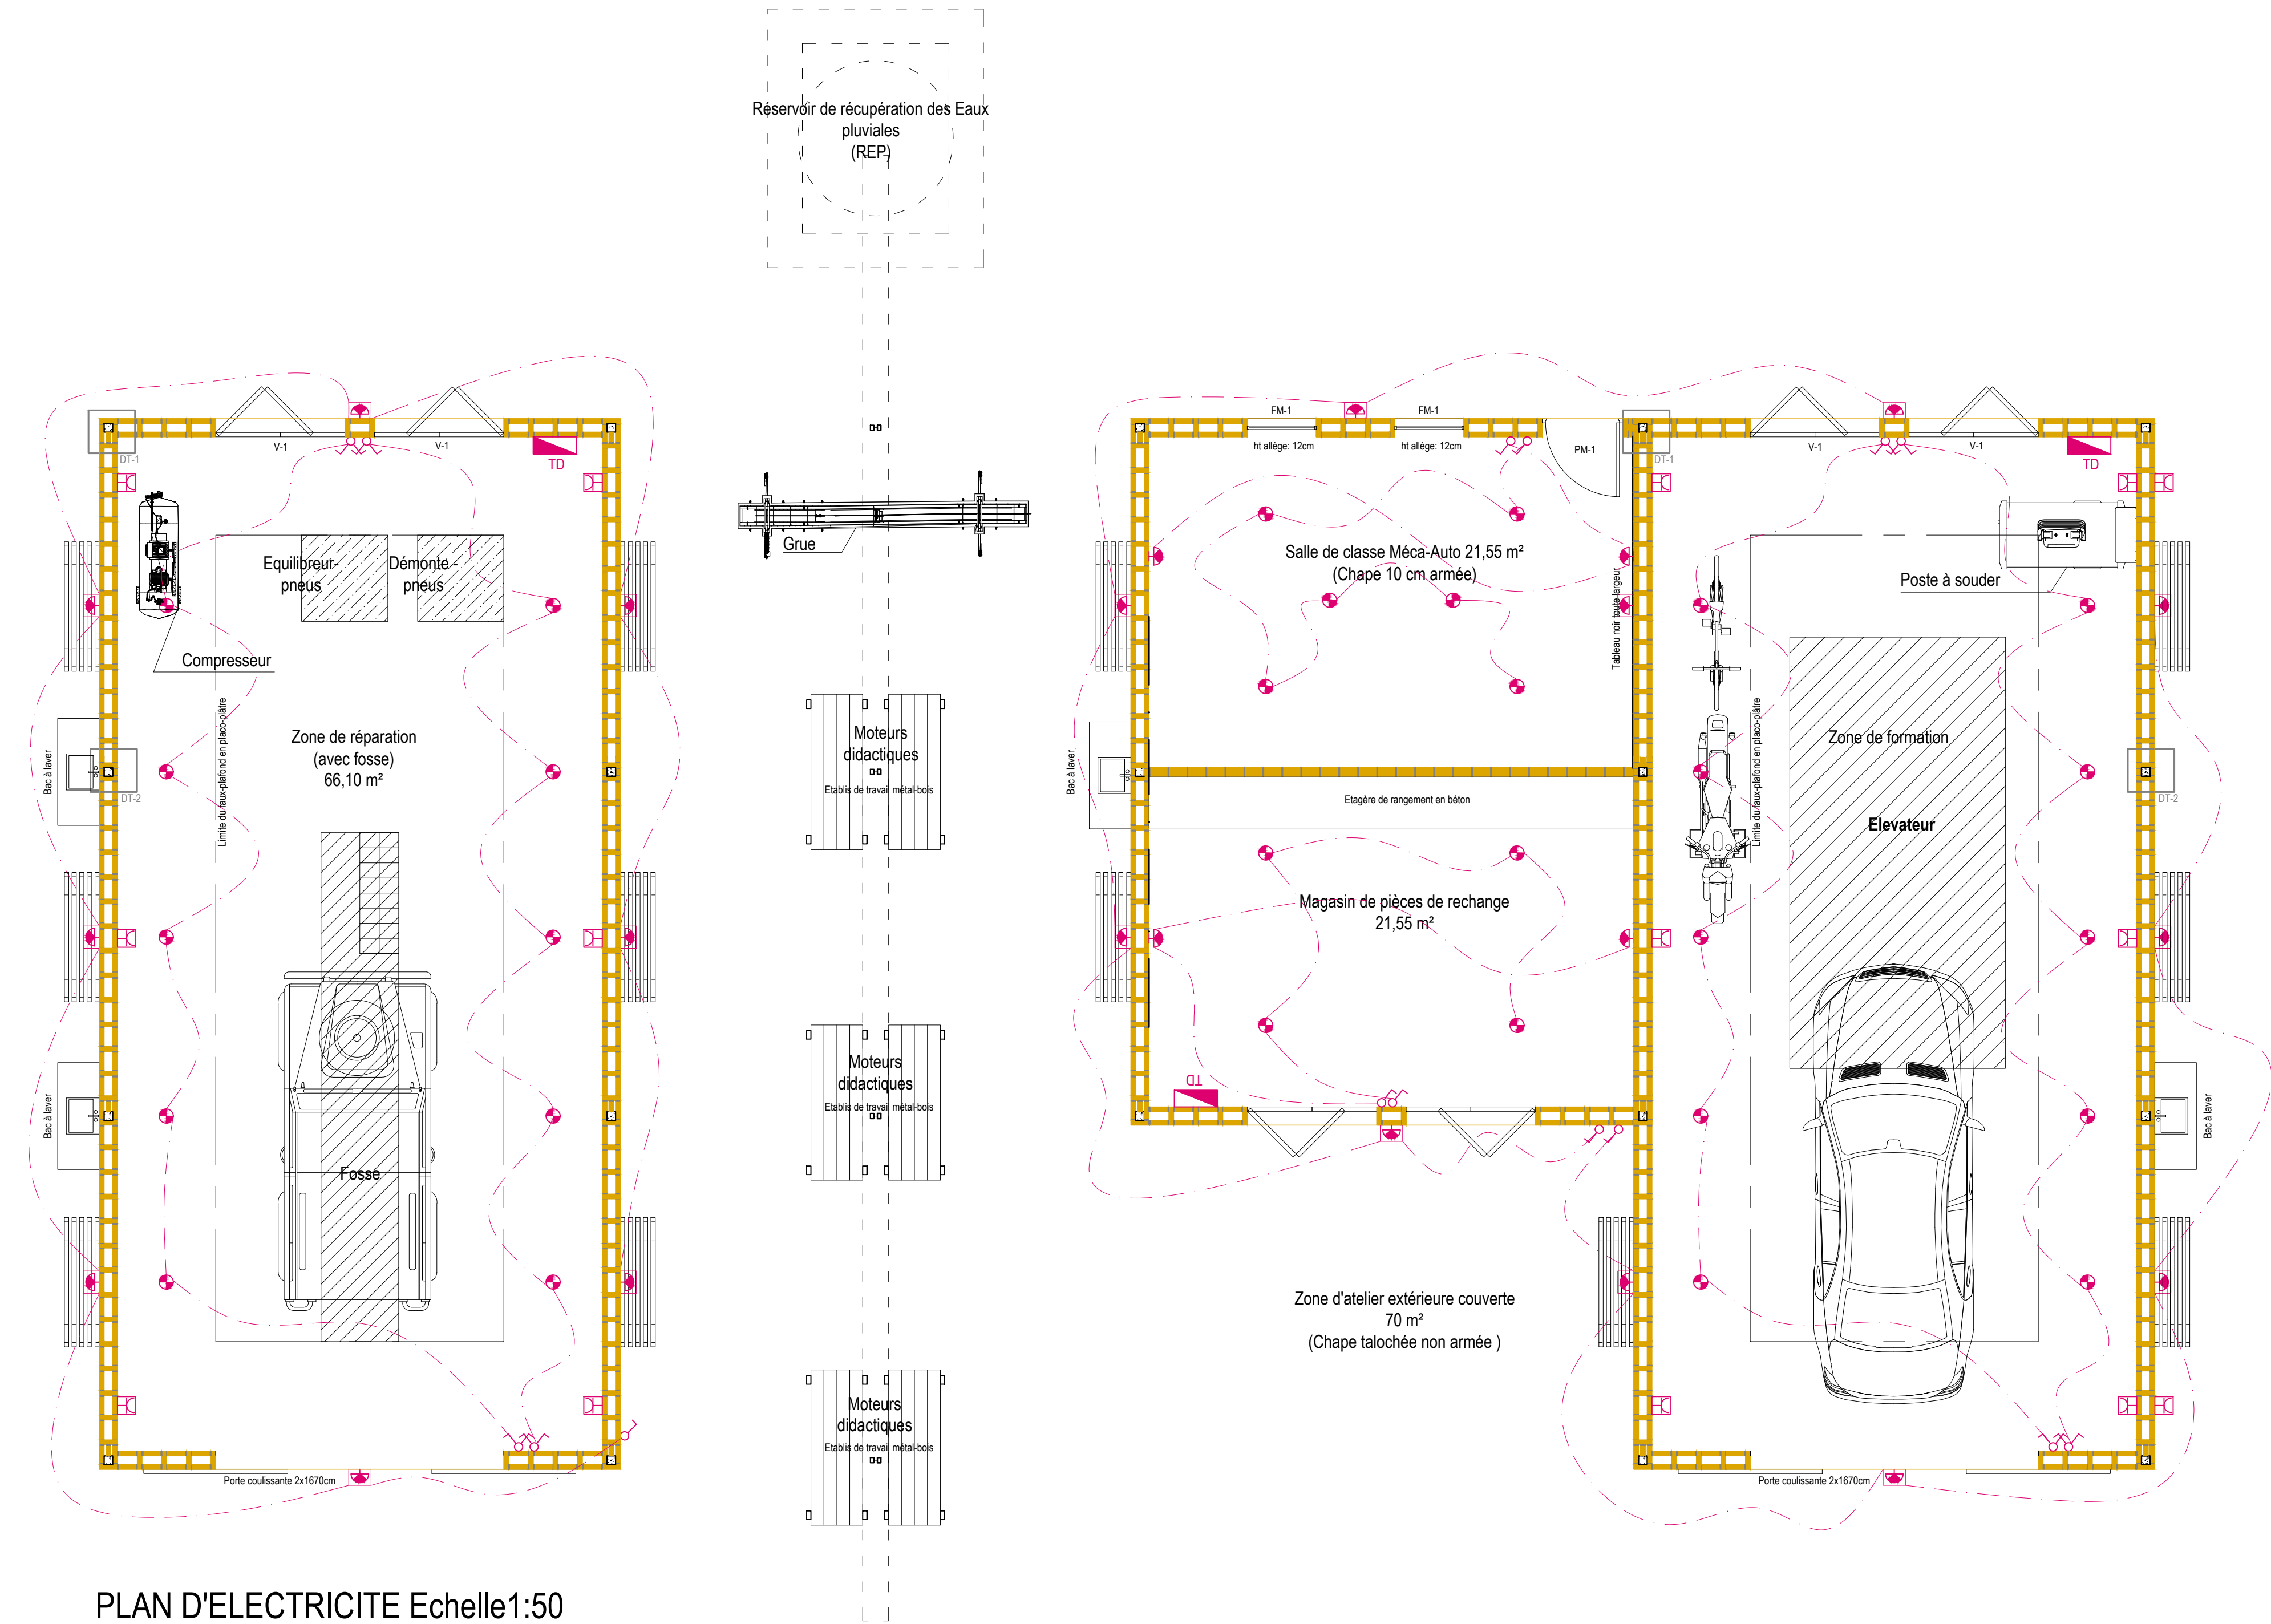 Réservoir de récupération des Eaux
pluviales
(REP)
Grue
Moteurs
didactiques
Etablis de travail métal-bois
Moteurs
didactiques
Etablis de travail métal-bois
Moteurs
didactiques
Etablis de travail métal-bois
DT-1
V-1
V-1
TD
Equilibreur-
pneus
Démonte -
pneus
Compresseur
Limite du faux-plafond en placo-plâtre
Zone de réparation
(avec fosse)
66,10 m²
Bac à laver
DT-2
Bac à laver
Fosse
Porte coulissante 2x1670cm
FM-1
FM-1
ht allège: 12cm
ht allège: 12cm
PM-1
DT-1
Salle de classe Méca-Auto 21,55 m²
(Chape 10 cm armée)
Tableau noir toute largeur
Bac à laver
Etagère de rangement en béton
Magasin de pièces de rechange
21,55 m²
TD
Zone d'atelier extérieure couverte
70 m²
(Chape talochée non armée )
V-1
V-1
TD
Poste à souder
Limite du faux-plafond en placo-plâtre
Zone de formation
Elevateur
DT-2
Bac à laver
Porte coulissante 2x1670cm
PLAN D'ELECTRICITE Echelle1:50